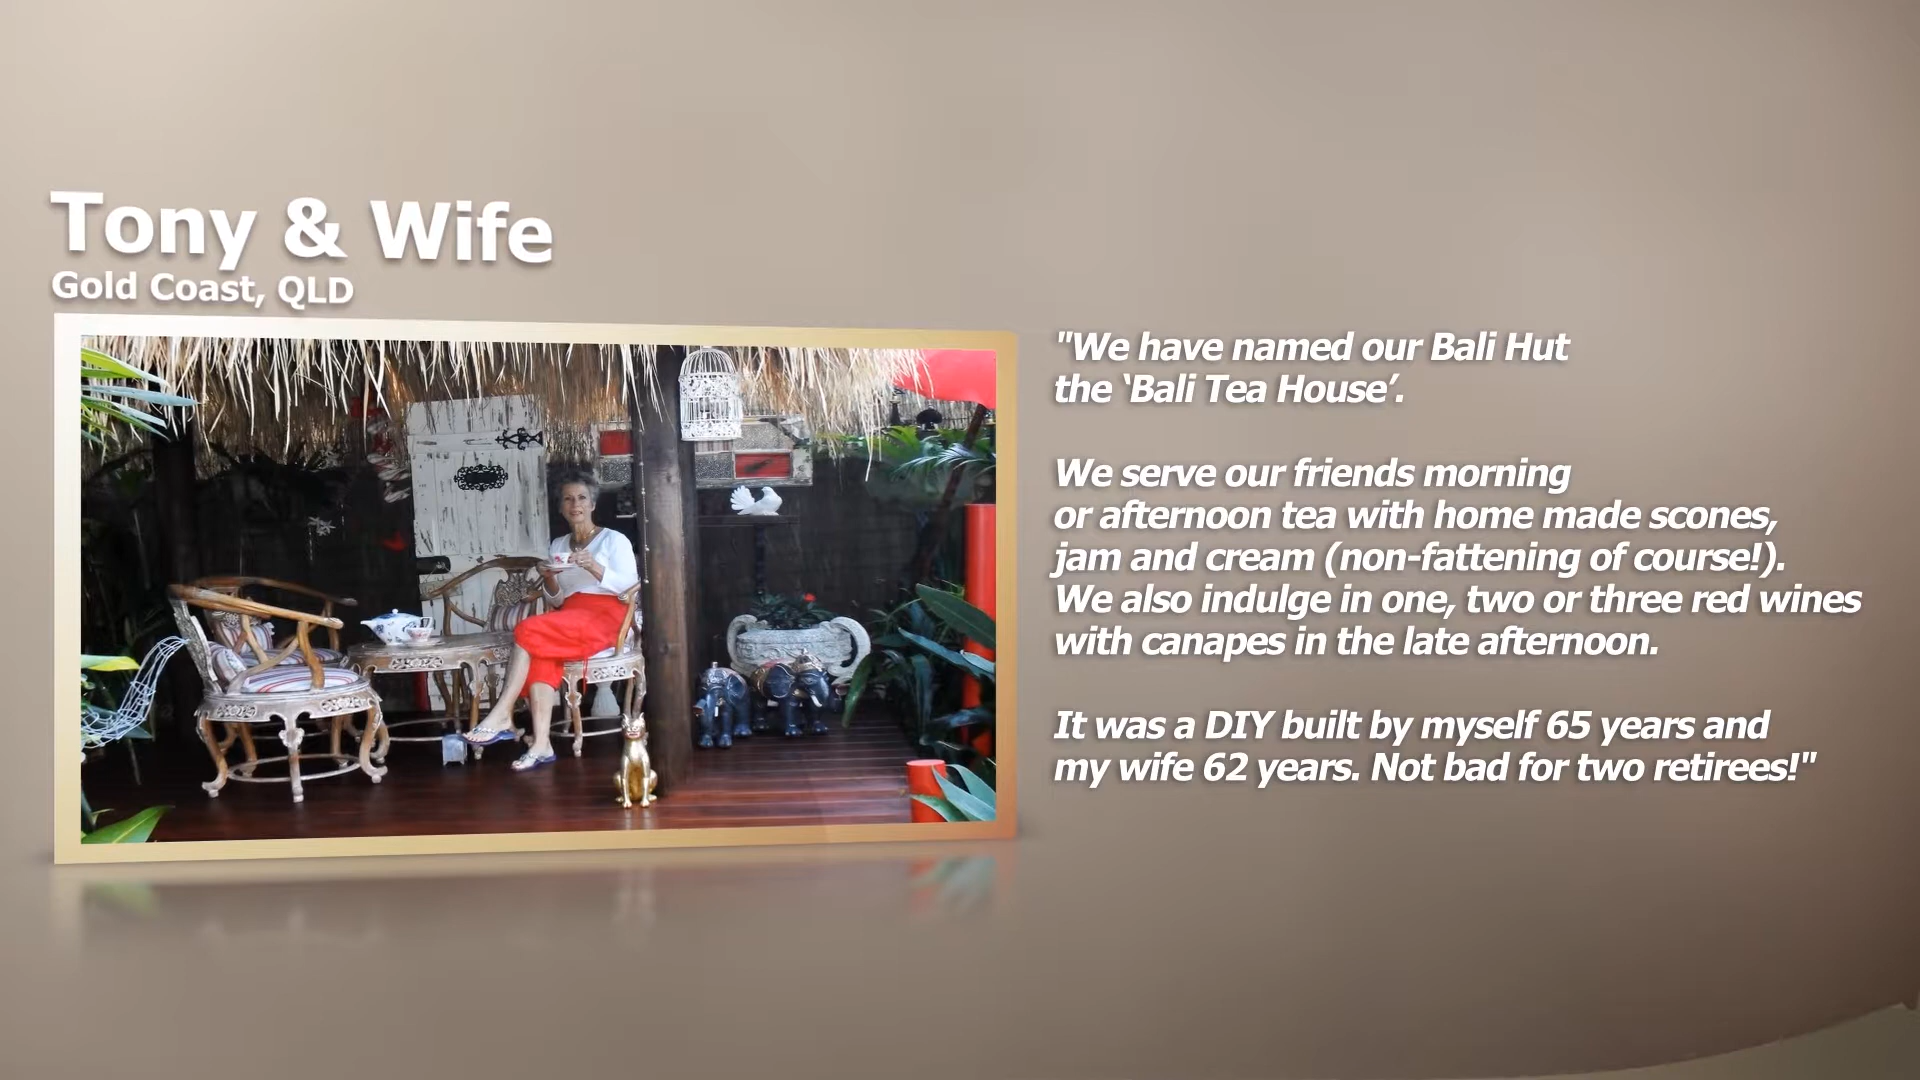 Tony & Wife
Gold Coast, QLD
"We have named our Bali Hut
the ‘Bali Tea House’.
We serve our friends morning
or afternoon tea with home made scones,
jam and cream (non-fattening of course!).
We also indulge in one, two or three red wines
with canapes in the late afternoon.
It was a DIY built by myself 65 years and
my wife 62 years. Not bad for two retirees!"